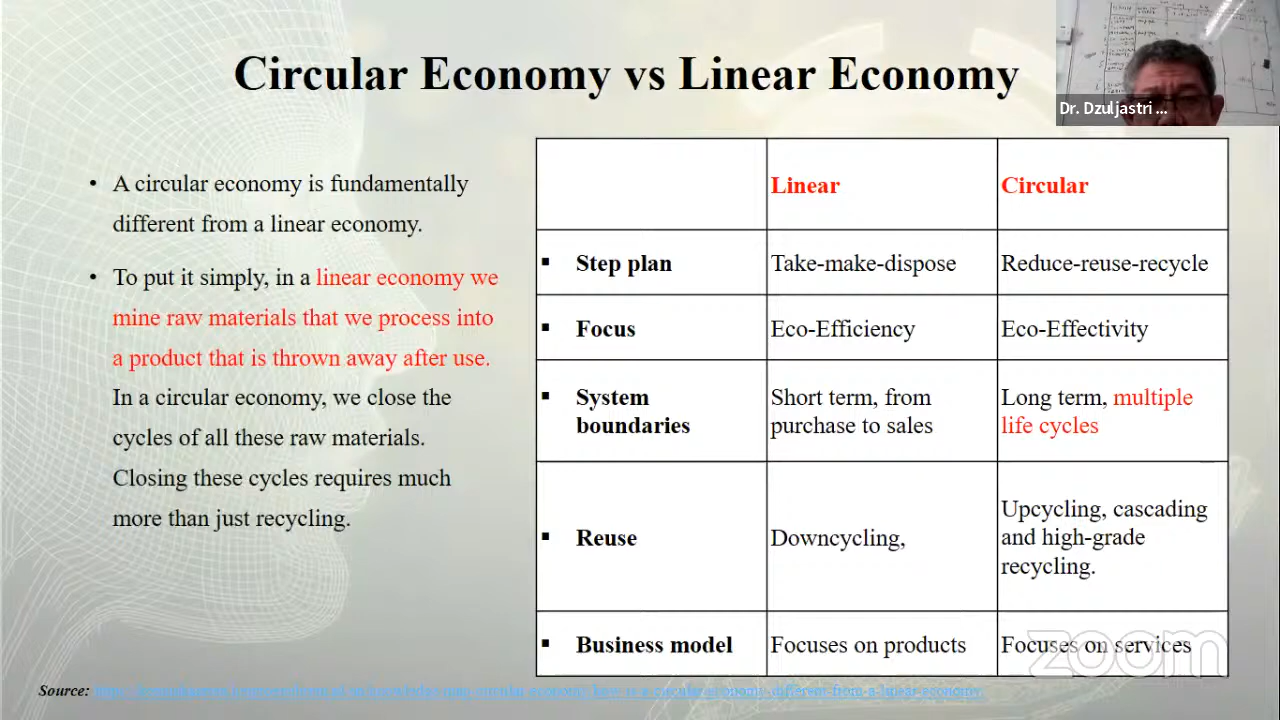 Circular Economy vs Linear Economy
Dr. Dzuljastri ...
• A circular economy is fundamentally
different from a linear economy.
• To put it simply, in a linear economy we
mine raw materials that we process into
a product that is thrown away after use.
In a circular economy, we close the
cycles of all these raw materials.
Closing these cycles requires much
more than just recycling.
Linear Circular
▪ Step plan Take-make-dispose Reduce-reuse-recycle
▪ Focus Eco-Efficiency Eco-Effectivity
▪ System Short term, from Long term, multiple
boundaries purchase to sales life cycles
▪ Reuse Downcycling, Upcycling, cascading
and high-grade
recycling.
▪ Business model Focuses on products Focuses on services
zoom
Source: